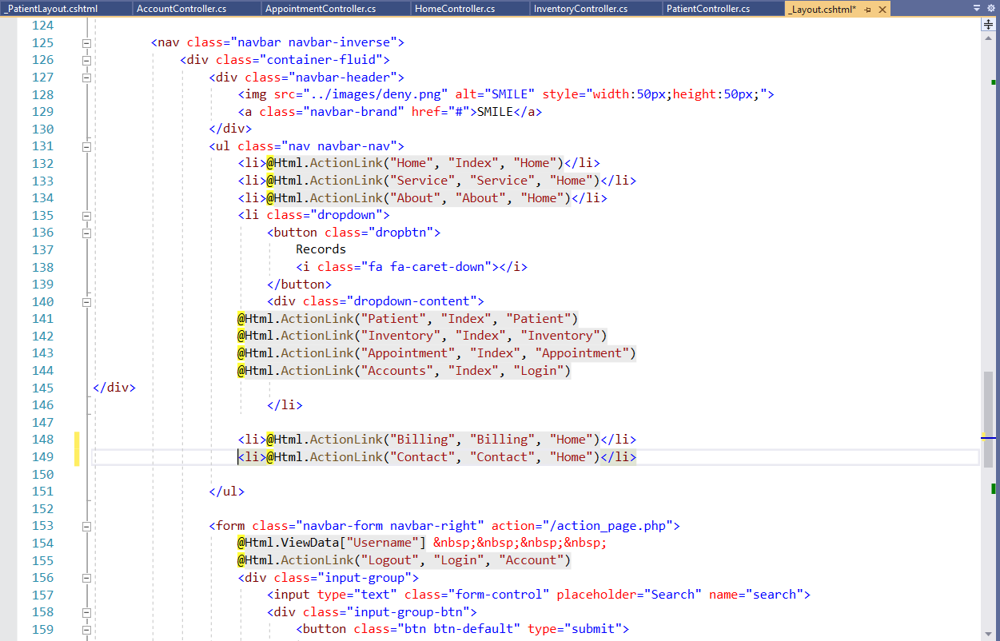 _PatientLayout.cshtml AccountController.cs AppointmentController.cs HomeController.cs InventoryController.cs PatientController.cs _Layout.cshtml*
124
125 <nav class="navbar navbar-inverse">
126 <div class="container-fluid">
127 <div class="navbar-header">
128 <img src="../images/deny.png" alt="SMILE" style="width:50px;height:50px;">
129 <a class="navbar-brand" href="#">SMILE</a>
130 </div>
131 <ul class="nav navbar-nav">
132 <li>@Html.ActionLink("Home", "Index", "Home")</li>
133 <li>@Html.ActionLink("Service", "Service", "Home")</li>
134 <li>@Html.ActionLink("About", "About", "Home")</li>
135 <li class="dropdown">
136 <button class="dropbtn">
137 Records
138 <i class="fa fa-caret-down"></i>
139 </button>
140 <div class="dropdown-content">
141 @Html.ActionLink("Patient", "Index", "Patient")
142 @Html.ActionLink("Inventory", "Index", "Inventory")
143 @Html.ActionLink("Appointment", "Index", "Appointment")
144 @Html.ActionLink("Accounts", "Index", "Login")
145 </div>
146 </li>
147
148 <li>@Html.ActionLink("Billing", "Billing", "Home")</li>
149 <li>@Html.ActionLink("Contact", "Contact", "Home")</li>
150
151 </ul>
152
153 <form class="navbar-form navbar-right" action="/action_page.php">
154 @Html.ViewData["Username"] &nbsp;&nbsp;&nbsp;&nbsp;
155 @Html.ActionLink("Logout", "Login", "Account")
156 <div class="input-group">
157 <input type="text" class="form-control" placeholder="Search" name="search">
158 <div class="input-group-btn">
159 <button class="btn btn-default" type="submit">